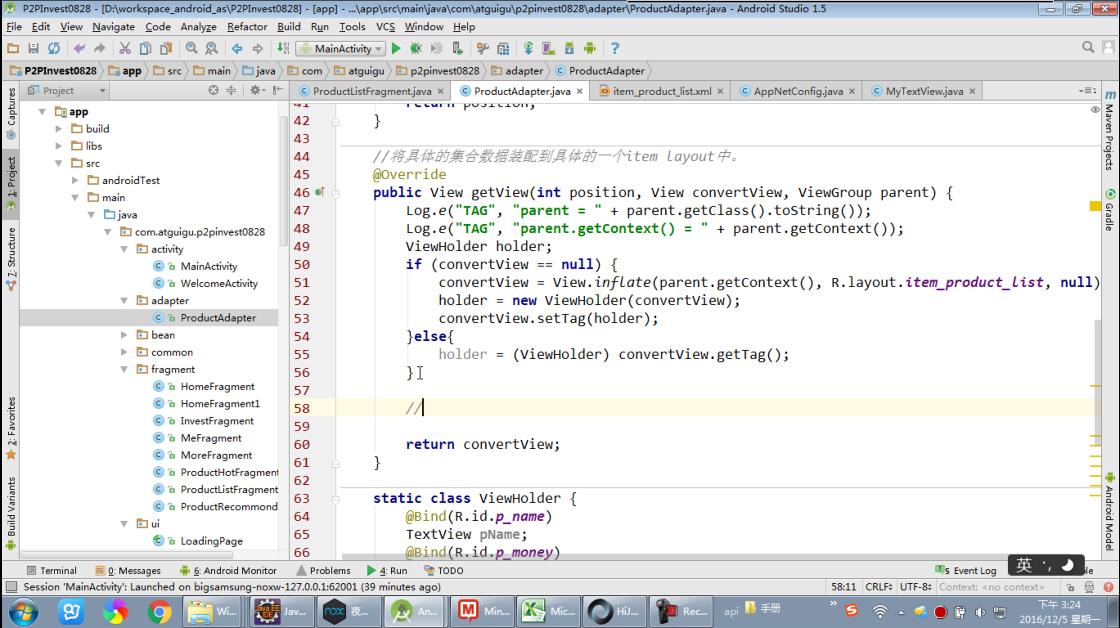 P2PInvest0828 - [D:\workspace_android_as\P2PInvest0828] - [app] - ...\app\src\main\java\com\atguigu\p2pinvest0828\adapter\ProductAdapter.java - Android Studio 1.5
File Edit View Navigate Code Analyze Refactor Build Run Tools VCS Window Help
MainActivity
P2PInvest0828 app src main java com atguigu p2pinvest0828 adapter ProductAdapter
Project
ProductListFragment.java ProductAdapter.java item_product_list.xml AppNetConfig.java MyTextView.java
Captures
1: Project
7: Structure
2: Favorites
Build Variants
app
build
libs
src
androidTest
main
java
com.atguigu.p2pinvest0828
activity
MainActivity
WelcomeActivity
adapter
ProductAdapter
bean
common
fragment
HomeFragment
HomeFragment1
InvestFragment
MeFragment
MoreFragment
ProductHotFragment
ProductListFragment
ProductRecommond
ui
LoadingPage
41 return position;
42 }
43
44 //将具体的集合数据装配到具体的一个item layout中。
45 @Override
46 public View getView(int position, View convertView, ViewGroup parent) {
47 Log.e("TAG", "parent = " + parent.getClass().toString());
48 Log.e("TAG", "parent.getContext() = " + parent.getContext());
49 ViewHolder holder;
50 if (convertView == null) {
51 convertView = View.inflate(parent.getContext(), R.layout.item_product_list, null)
52 holder = new ViewHolder(convertView);
53 convertView.setTag(holder);
54 }else{
55 holder = (ViewHolder) convertView.getTag();
56 }
57
58 //
59
60 return convertView;
61 }
62
63 static class ViewHolder {
64 @Bind(R.id.p_name)
65 TextView pName;
66 @Bind(R.id.p_money)
Maven Projects
Gradle
Android Model
Terminal 0: Messages 6: Android Monitor Problems 4: Run TODO 5 Event Log
英
Session 'MainActivity': Launched on bigsamsung-noxw-127.0.0.1:62001 (39 minutes ago) 58:11 CRLF÷ UTF-8÷ Context: <no context>
Wi... Jav... 夜... An... Min... Mic... HiJ... Rec... api 手册
下午 3:24
2016/12/5 星期一